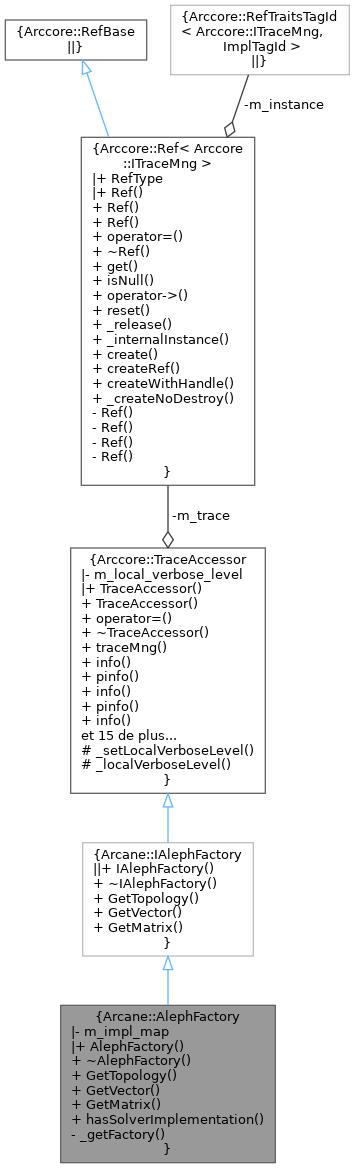 {Arccore::RefBase
||}
{Arccore::RefTraitsTagId
< Arccore::ITraceMng,
ImplTagId >
||}
-m_instance
{Arccore::Ref< Arccore
::ITraceMng >
|+ RefType
|+ Ref()
+ Ref()
+ Ref()
+ operator=()
+ ~Ref()
+ get()
+ isNull()
+ operator->()
+ reset()
+ _release()
+ _internalInstance()
+ create()
+ createRef()
+ createWithHandle()
+ _createNoDestroy()
- Ref()
- Ref()
- Ref()
- Ref()
}
-m_trace
{Arccore::TraceAccessor
|- m_local_verbose_level
|+ TraceAccessor()
+ TraceAccessor()
+ operator=()
+ ~TraceAccessor()
+ traceMng()
+ info()
+ pinfo()
+ info()
+ pinfo()
+ info()
et 15 de plus...
# _setLocalVerboseLevel()
# _localVerboseLevel()
}
{Arcane::IAlephFactory
||+ IAlephFactory()
+ ~IAlephFactory()
+ GetTopology()
+ GetVector()
+ GetMatrix()
}
{Arcane::AlephFactory
|- m_impl_map
|+ AlephFactory()
+ ~AlephFactory()
+ GetTopology()
+ GetVector()
+ GetMatrix()
+ hasSolverImplementation()
- _getFactory()
}